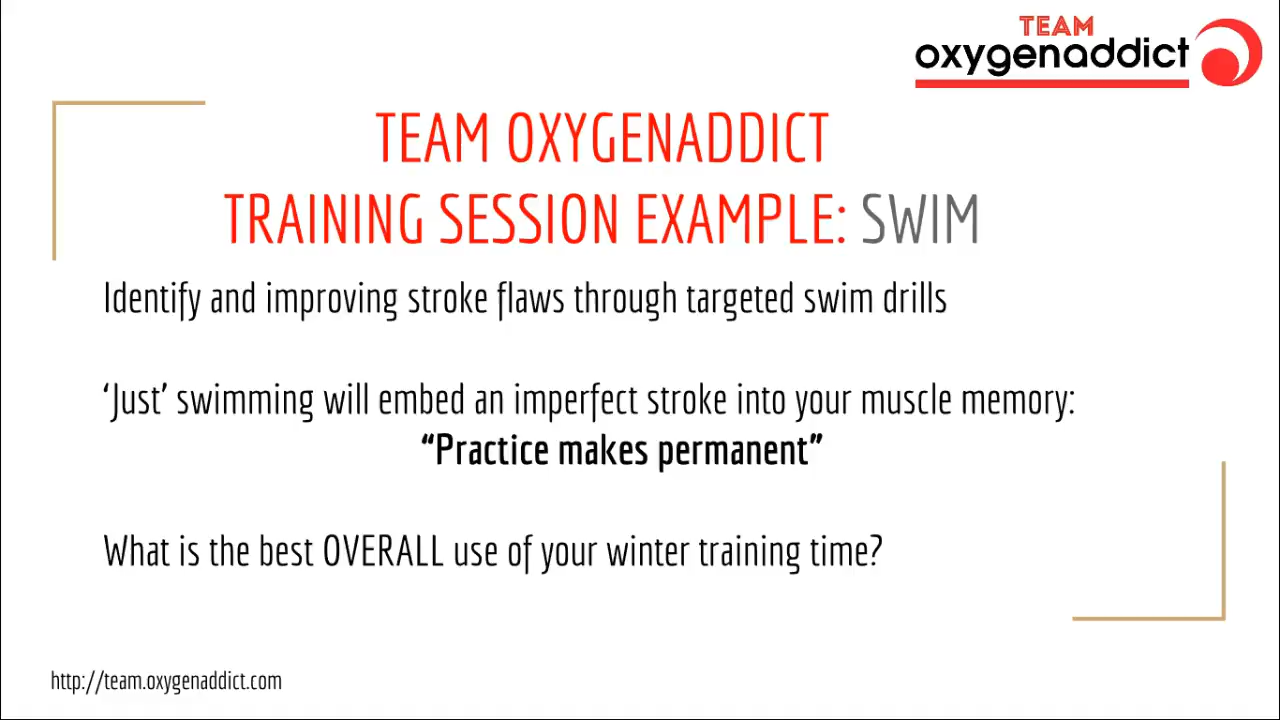 TEAM
oxygenaddict
TEAM OXYGENADDICT
TRAINING SESSION EXAMPLE: SWIM
Identify and improving stroke flaws through targeted swim drills
‘Just’ swimming will embed an imperfect stroke into your muscle memory:
“Practice makes permanent”
What is the best OVERALL use of your winter training time?
http://team.oxygenaddict.com